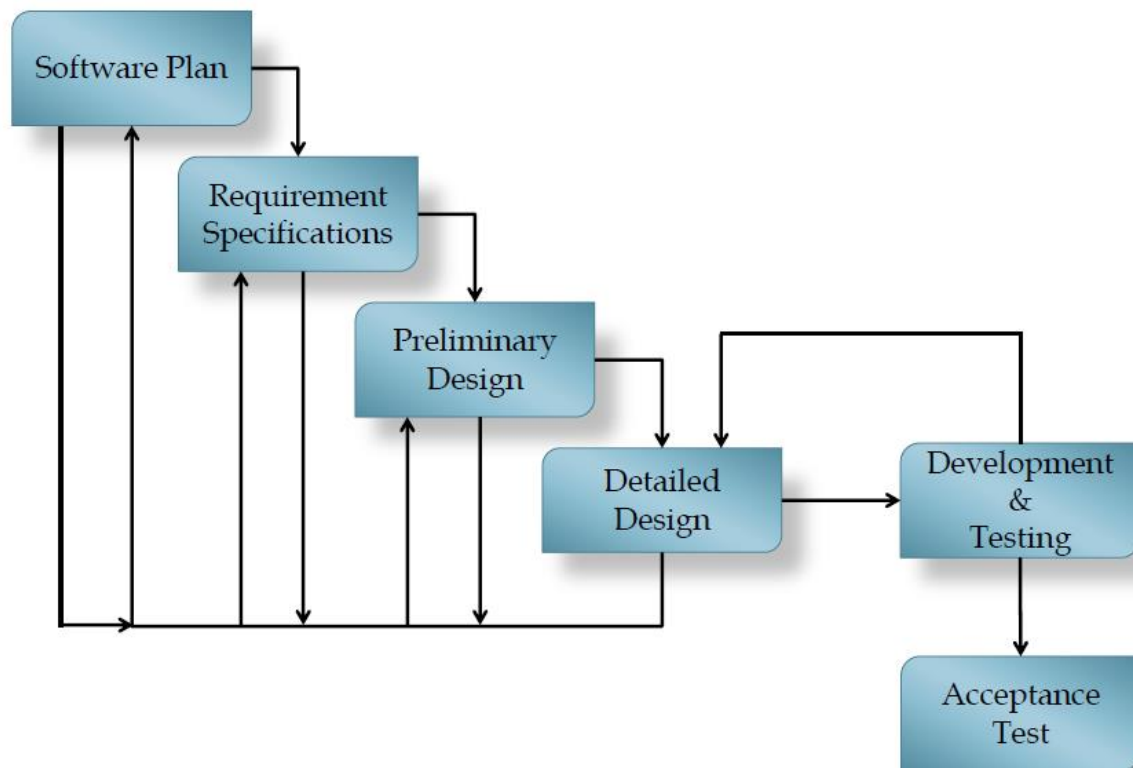 Software Plan
Requirement
Specifications
Preliminary
Design
Detailed
Design
Development
&
Testing
Acceptance
Test